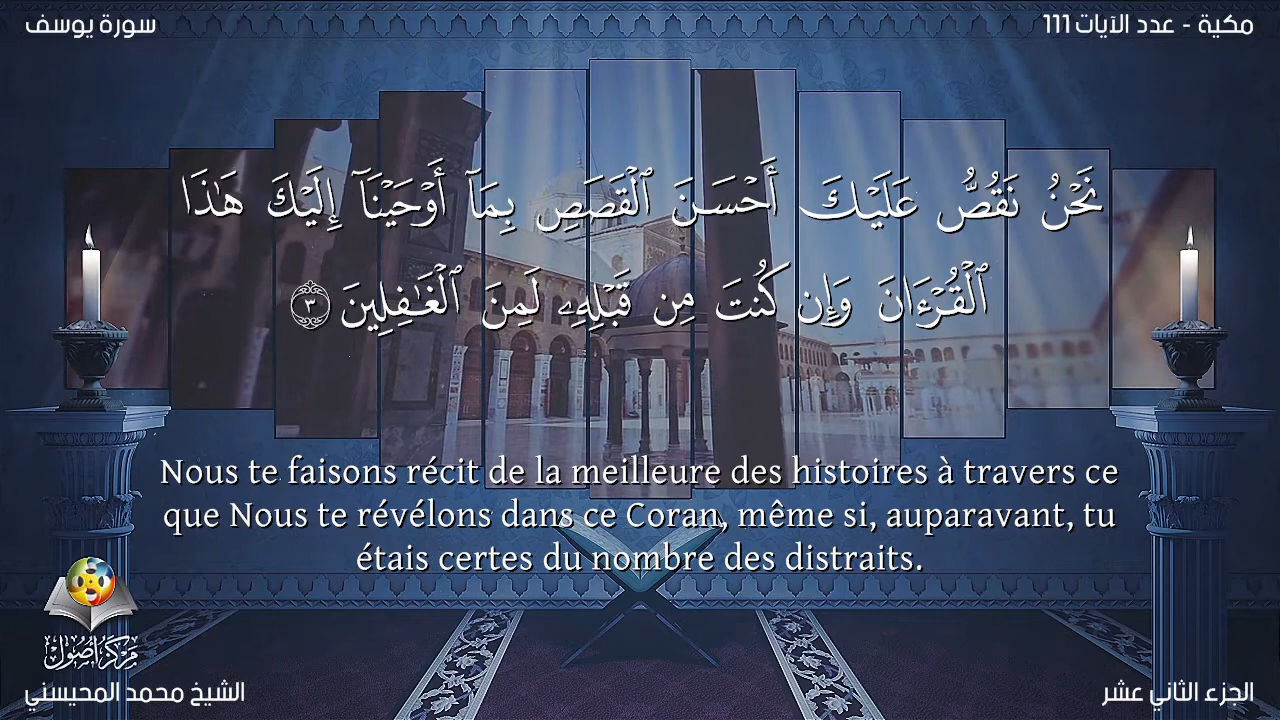 سورة يوسف
مكية - عدد الآيات 111
نَحْنُ نَقُصُّ عَلَيْكَ أَحْسَنَ ٱلْقَصَصِ بِمَآ أَوْحَيْنَآ إِلَيْكَ هَٰذَا
ٱلْقُرْءَانَ وَإِن كُنتَ مِن قَبْلِهِۦ لَمِنَ ٱلْغَٰفِلِينَ ٣
Nous te faisons récit de la meilleure des histoires à travers ce
que Nous te révélons dans ce Coran, même si, auparavant, tu
étais certes du nombre des distraits.
مركز أصول
الشيخ محمد المحيسني
الجزء الثاني عشر